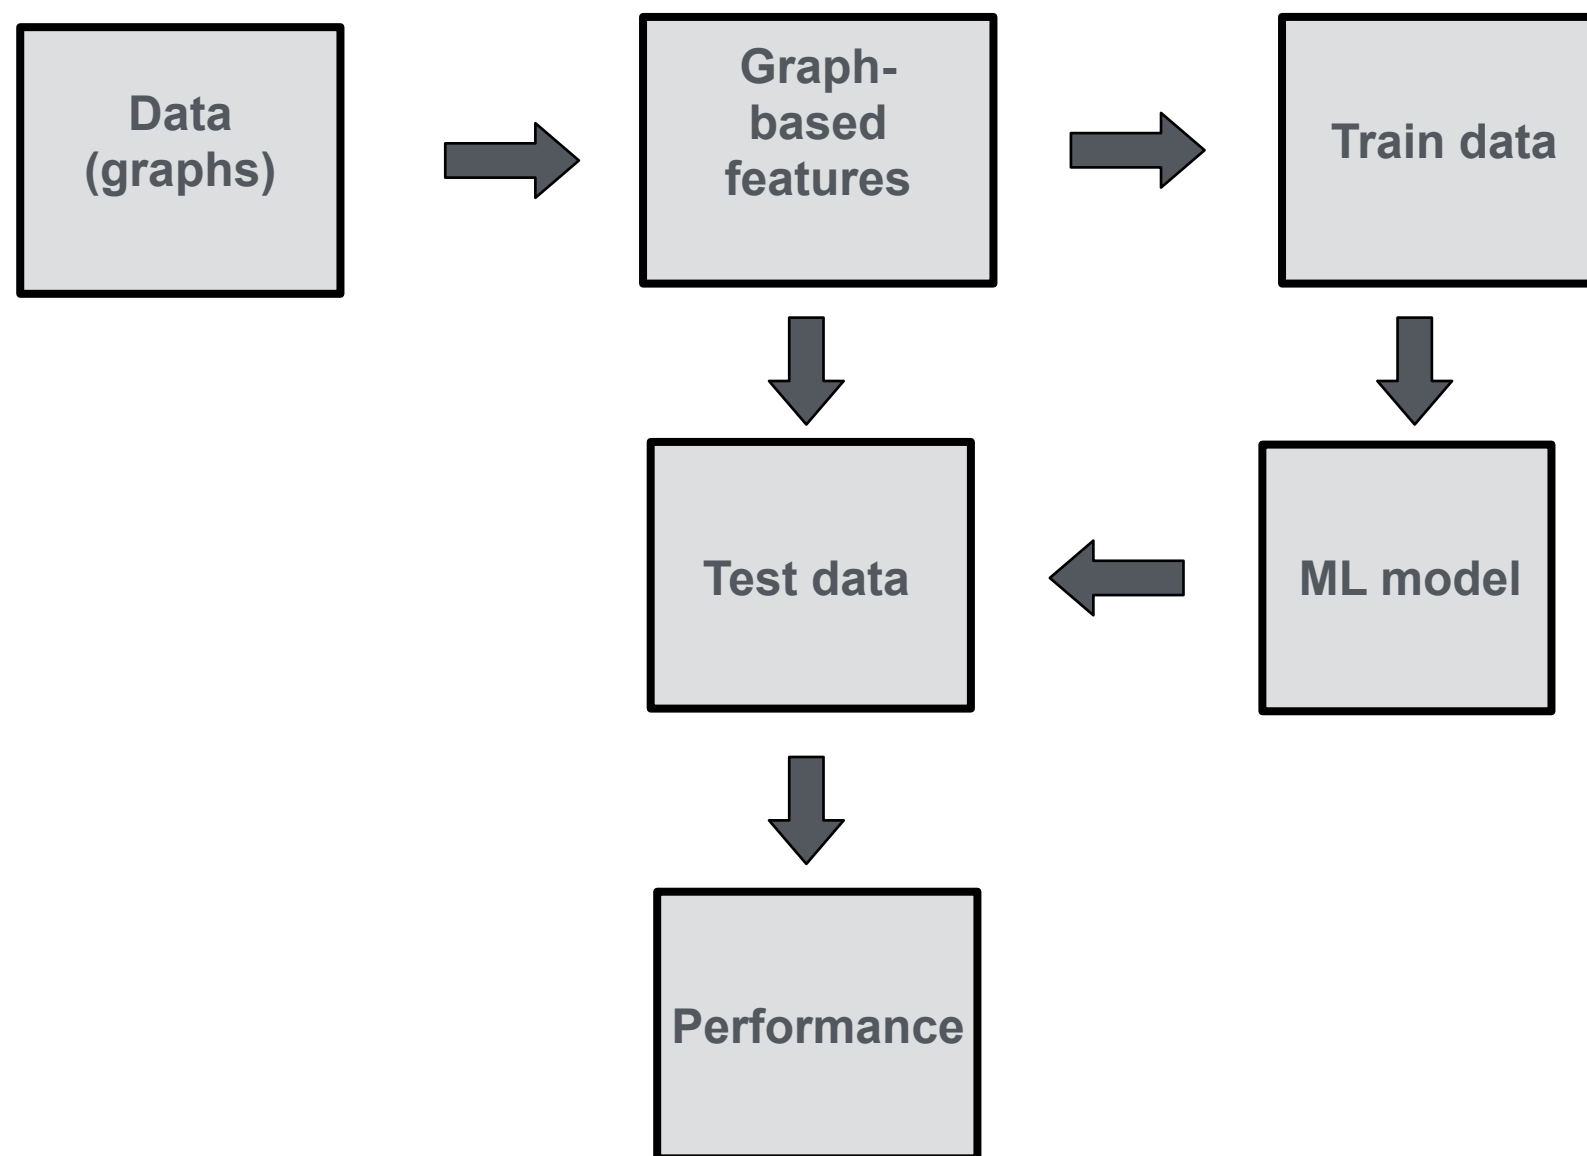 Data
(graphs)
Graph-
based
features
Train data
Test data
ML model
Performance